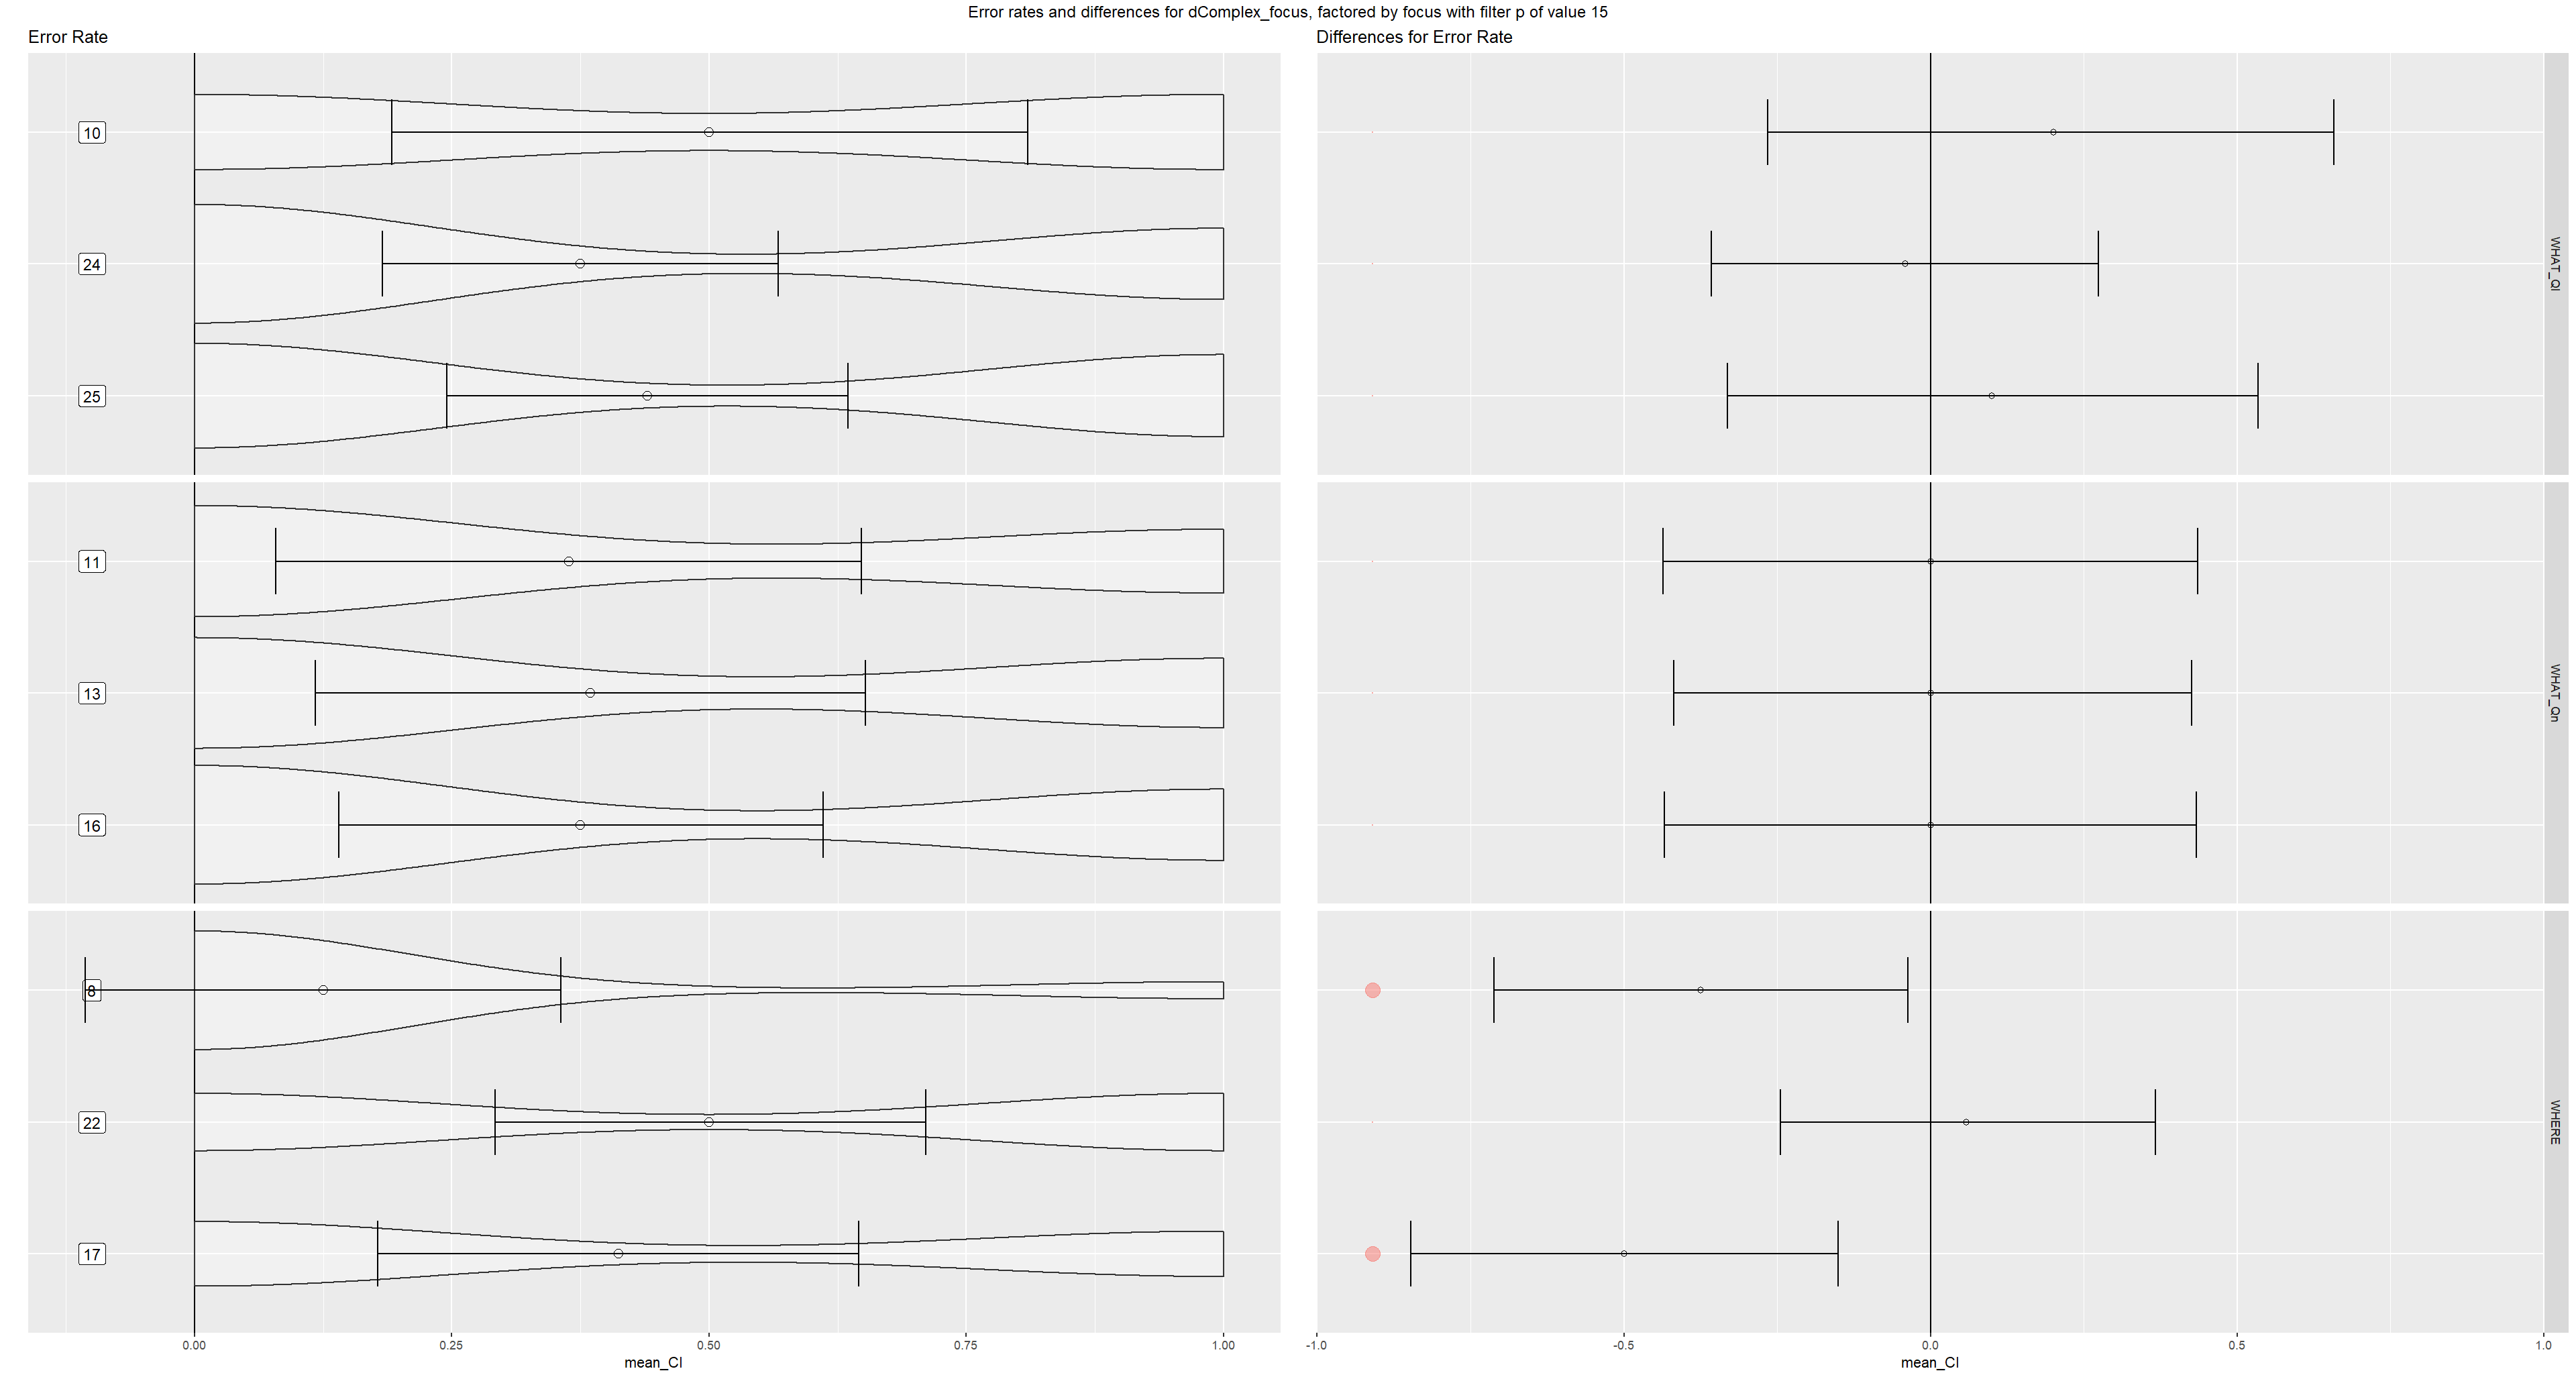 Error rates and differences for dComplex_focus, factored by focus with filter p of value 15
Error Rate
Differences for Error Rate
10
24
25
WHAT_Ql
11
13
16
WHAT_Qn
8
22
17
WHERE
0.00 0.25 0.50 0.75 1.00
mean_CI
-1.0 -0.5 0.0 0.5 1.0
mean_CI